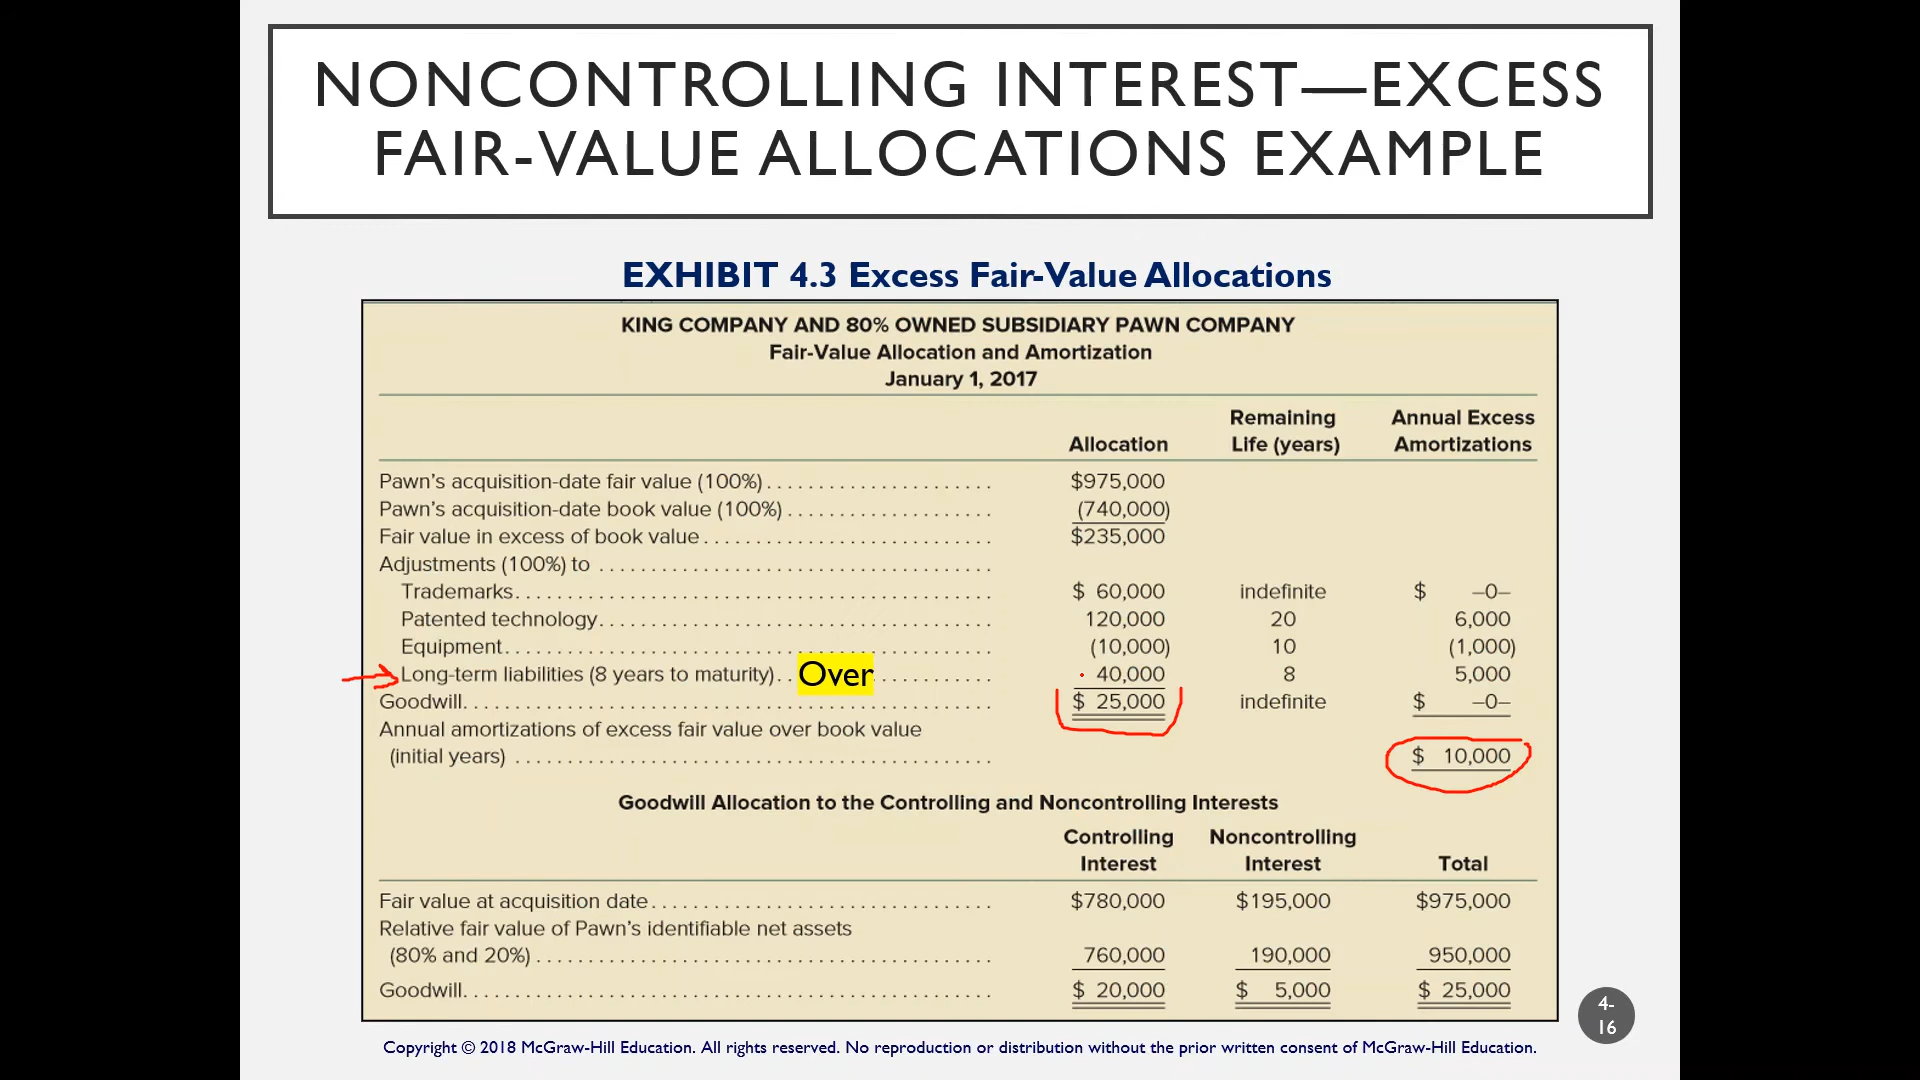 NONCONTROLLING INTEREST—EXCESS
FAIR-VALUE ALLOCATIONS EXAMPLE
EXHIBIT 4.3 Excess Fair-Value Allocations
KING COMPANY AND 80% OWNED SUBSIDIARY PAWN COMPANY
Fair-Value Allocation and Amortization
January 1, 2017
Remaining Annual Excess
Allocation Life (years) Amortizations
Pawn's acquisition-date fair value (100%) $975,000
Pawn's acquisition-date book value (100%) (740,000)
Fair value in excess of book value $235,000
Adjustments (100%) to
Trademarks $ 60,000 indefinite $ –0–
Patented technology 120,000 20 6,000
Equipment (10,000) 10 (1,000)
Long-term liabilities (8 years to maturity) Over 40,000 8 5,000
Goodwill $ 25,000 indefinite $ –0–
Annual amortizations of excess fair value over book value
(initial years) $ 10,000
Goodwill Allocation to the Controlling and Noncontrolling Interests
Controlling Noncontrolling
Interest Interest Total
Fair value at acquisition date $780,000 $195,000 $975,000
Relative fair value of Pawn's identifiable net assets
(80% and 20%) 760,000 190,000 950,000
Goodwill $ 20,000 $ 5,000 $ 25,000
4-
16
Copyright © 2018 McGraw-Hill Education. All rights reserved. No reproduction or distribution without the prior written consent of McGraw-Hill Education.